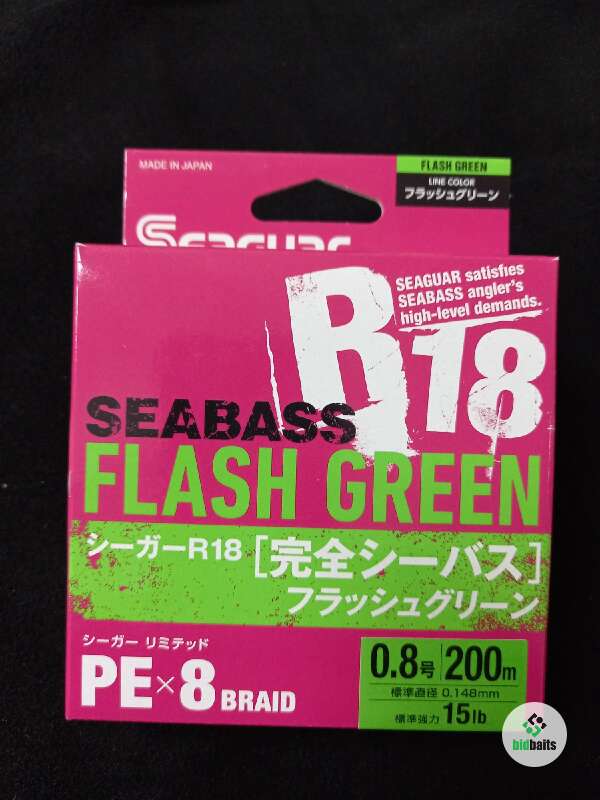 MADE IN JAPAN
FLASH GREEN
LINE COLOR
フラッシュグリーン
Seaguar
R18
SEAGUAR satisfies
SEABASS angler's
high-level demands.
SEABASS
FLASH GREEN
シーガーR18 [完全シーバス]
フラッシュグリーン
シーガー リミテッド
PE×8 BRAID
0.8号 200m
標準直径 0.148mm
標準強力 15lb
bidbaits